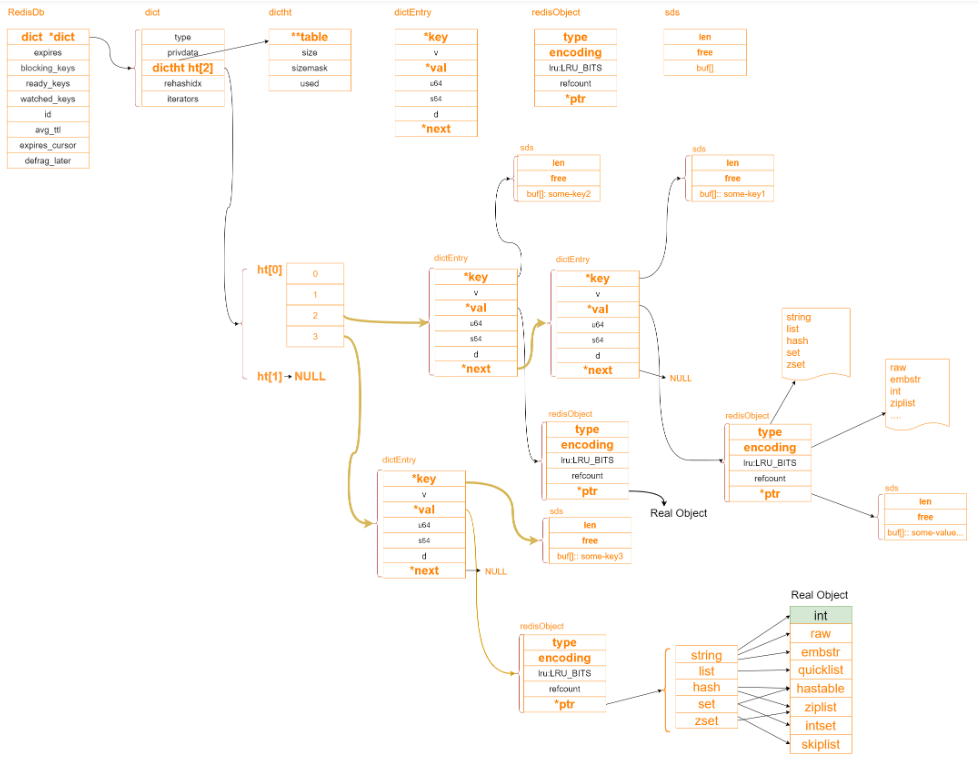 RedisDb
dict *dict
expires
blocking_keys
ready_keys
watched_keys
id
avg_ttl
expires_cursor
defrag_later
dict
type
privdata
dictht ht[2]
rehashidx
iterators
dictht
**table
size
sizemask
used
dictEntry
*key
v
*val
u64
s64
d
*next
redisObject
type
encoding
lru:LRU_BITS
refcount
*ptr
sds
len
free
buf[]
sds
len
free
buf[]: some-key2
sds
len
free
buf[]:: some-key1
ht[0]
0
1
2
3
ht[1]
NULL
dictEntry
*key
v
*val
u64
s64
d
*next
dictEntry
*key
v
*val
u64
s64
d
*next
NULL
string
list
hash
set
zset
raw
embstr
int
ziplist
....
redisObject
type
encoding
lru:LRU_BITS
refcount
*ptr
Real Object
redisObject
type
encoding
lru:LRU_BITS
refcount
*ptr
sds
len
free
buf[]:: some-value...
dictEntry
*key
v
*val
u64
s64
d
*next
NULL
sds
len
free
buf[]:: some-key3
redisObject
type
encoding
lru:LRU_BITS
refcount
*ptr
string
list
hash
set
zset
Real Object
int
raw
embstr
quicklist
hastable
ziplist
intset
skiplist